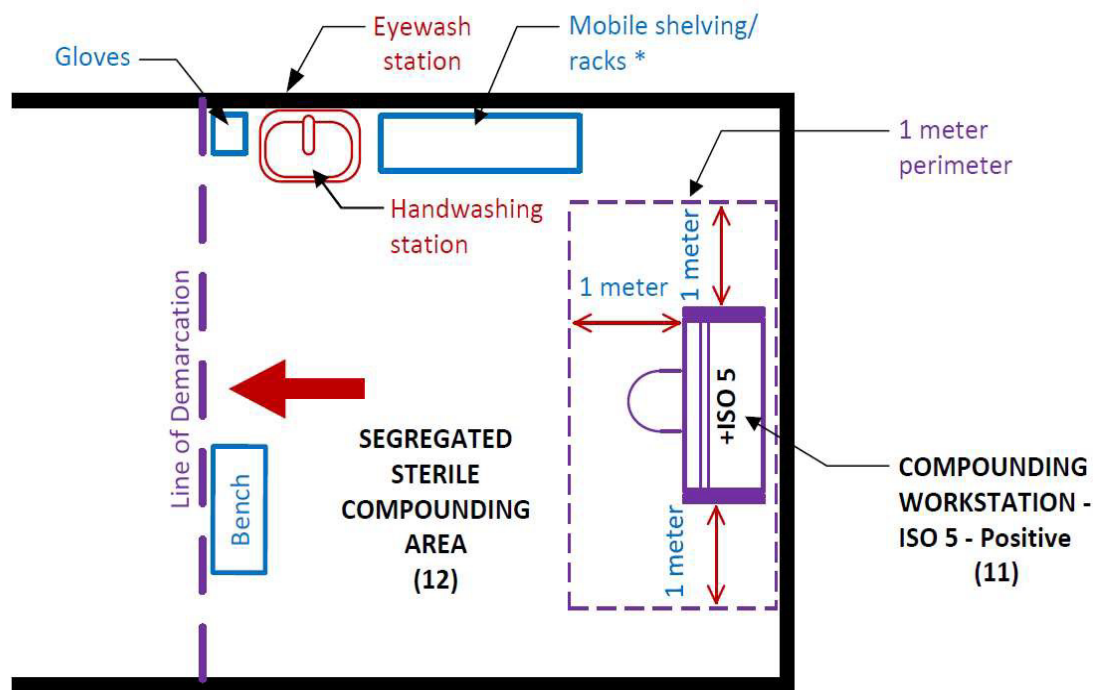 Eyewash
station
Mobile shelving/
racks *
Gloves
1 meter
perimeter
Handwashing
station
1 meter
1 meter
Line of Demarcation
+ISO 5
SEGREGATED
STERILE
COMPOUNDING
AREA
(12)
Bench
1 meter
COMPOUNDING
WORKSTATION -
ISO 5 - Positive
(11)